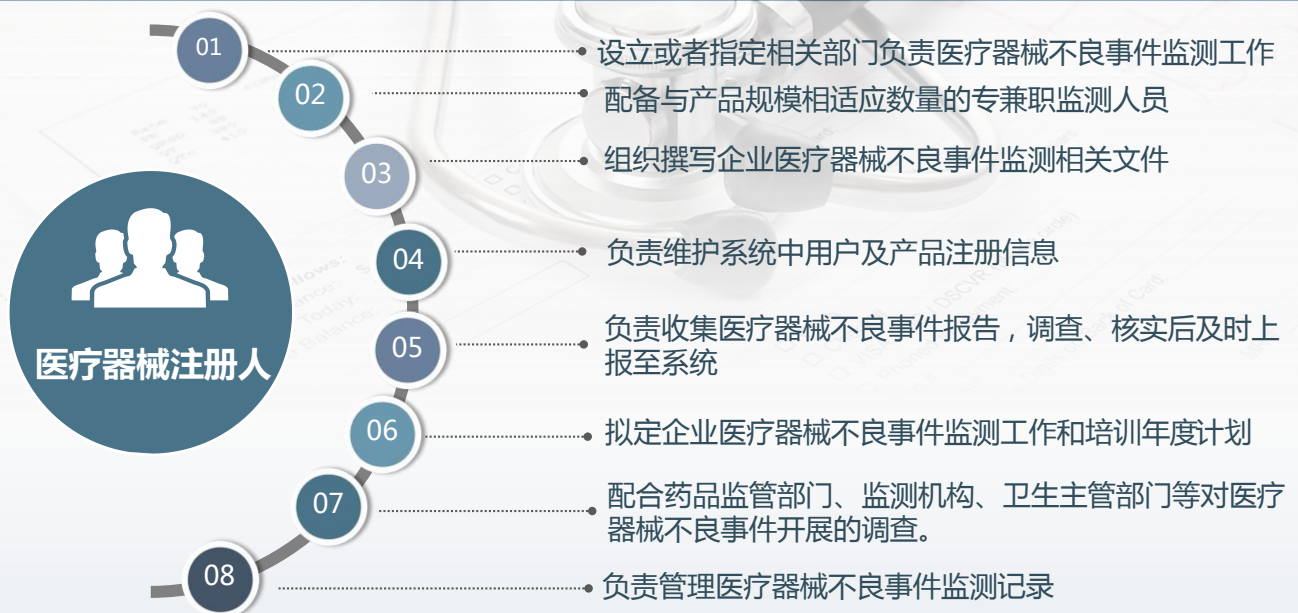 01
设立或者指定相关部门负责医疗器械不良事件监测工作
02
配备与产品规模相适应数量的专兼职监测人员
03
组织撰写企业医疗器械不良事件监测相关文件
04
负责维护系统中用户及产品注册信息
医疗器械注册人
05
负责收集医疗器械不良事件报告，调查、核实后及时上
报至系统
06
拟定企业医疗器械不良事件监测工作和培训年度计划
07
配合药品监管部门、监测机构、卫生主管部门等对医疗
器械不良事件开展的调查。
08
负责管理医疗器械不良事件监测记录